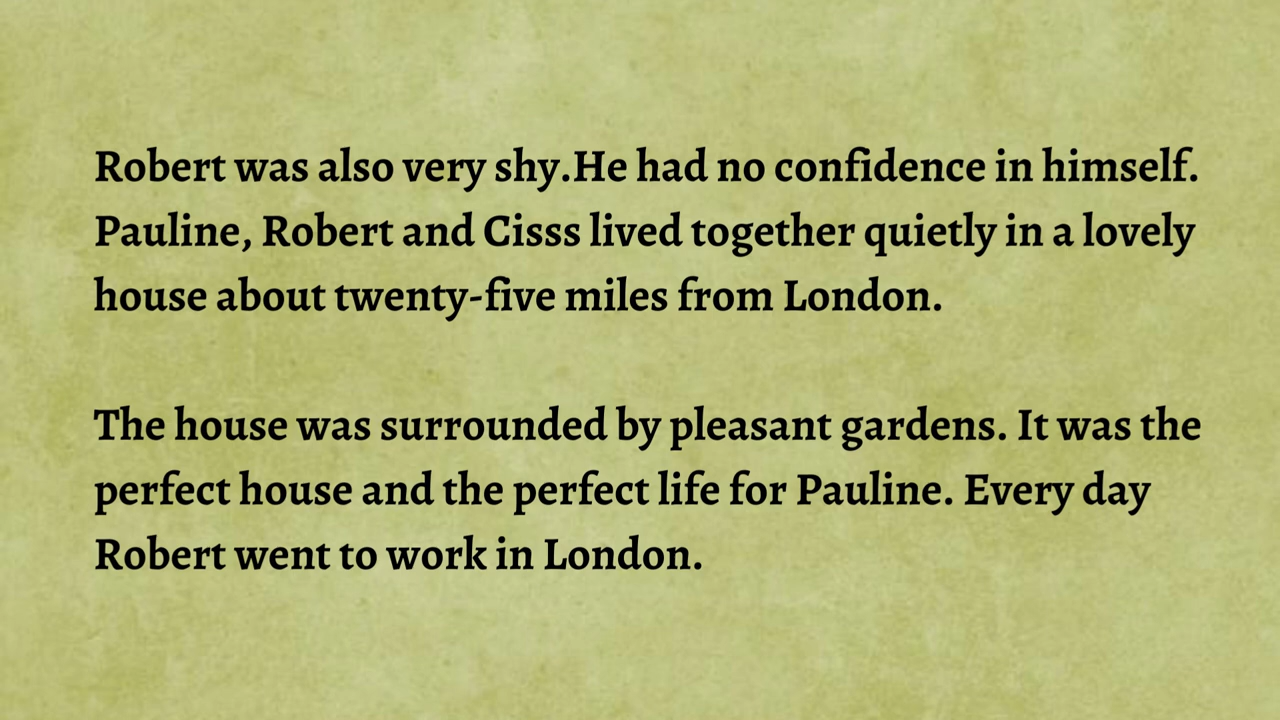 Robert was also very shy.He had no confidence in himself.
Pauline, Robert and Cisss lived together quietly in a lovely
house about twenty-five miles from London.
The house was surrounded by pleasant gardens. It was the
perfect house and the perfect life for Pauline. Every day
Robert went to work in London.